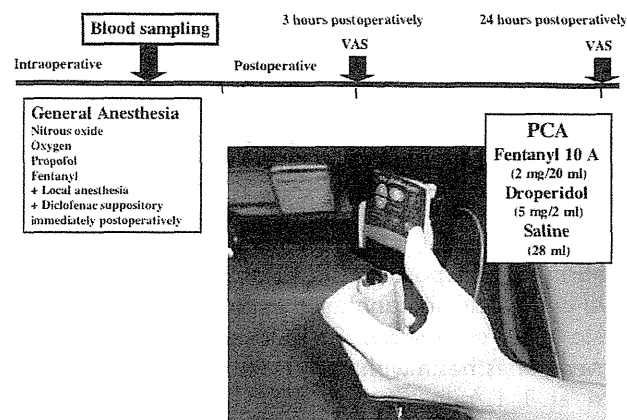 Blood sampling
3 hours postoperatively
24 hours postoperatively
VAS
VAS
Intraoperative
Postoperative
General Anesthesia
Nitrous oxide
Oxygen
Propofol
Fentanyl
+ Local anesthesia
+ Diclofenac suppository
immediately postoperatively
PCA
Fentanyl 10 A
(2 mg/20 ml)
Droperidol
(5 mg/2 ml)
Saline
(28 ml)